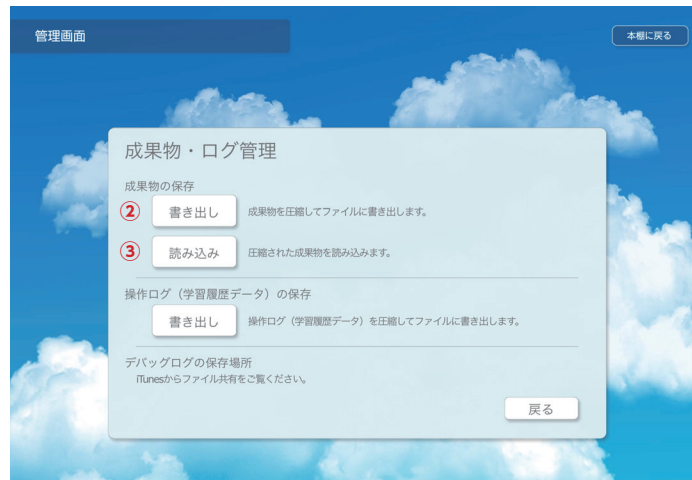 管理画面
本棚に戻る
成果物・ログ管理
成果物の保存
② 書き出し 成果物を圧縮してファイルに書き出します。
③ 読み込み 圧縮された成果物を読み込みます。
操作ログ（学習履歴データ）の保存
書き出し 操作ログ（学習履歴データ）を圧縮してファイルに書き出します。
デバッグログの保存場所
iTunesからファイル共有をご覧ください。
戻る